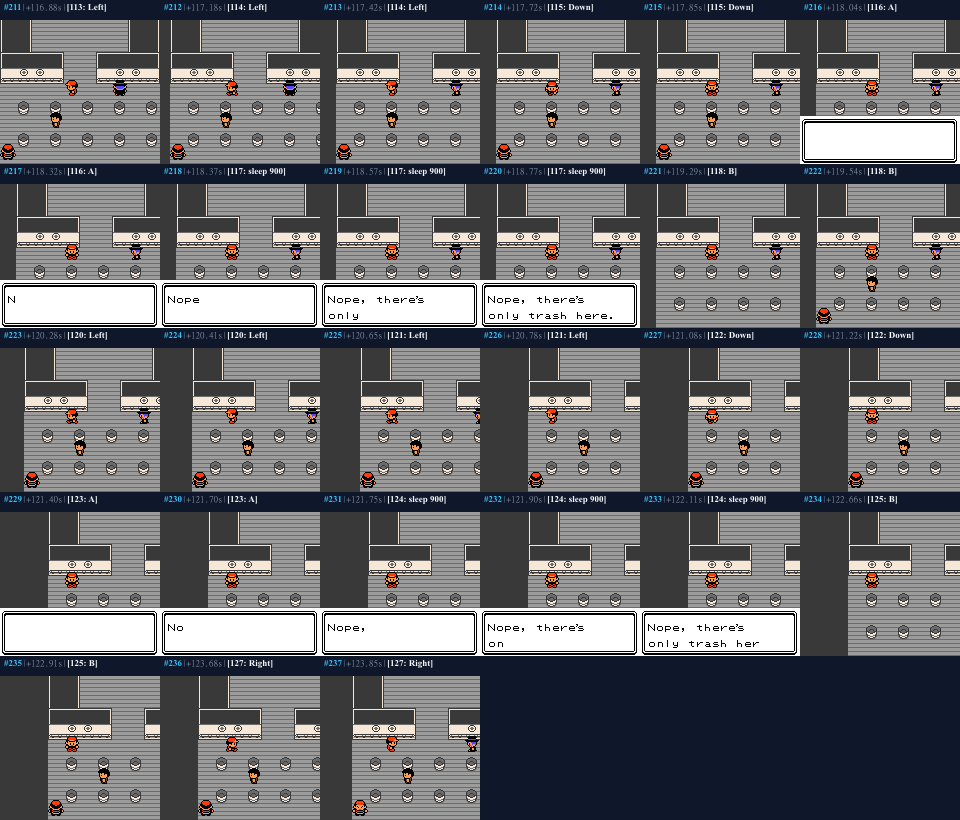 #211|+116.88s|[113: Left]
#212|+117.18s|[114: Left]
#213|+117.42s|[114: Left]
#214|+117.72s|[115: Down]
#215|+117.85s|[115: Down]
#216|+118.04s|[116: A]
#217|+118.32s|[116: A]
#218|+118.37s|[117: sleep 900]
#219|+118.57s|[117: sleep 900]
#220|+118.77s|[117: sleep 900]
#221|+119.29s|[118: B]
#222|+119.54s|[118: B]
N
Nope
Nope, there's
only
Nope, there's
only trash here.
#223|+120.28s|[120: Left]
#224|+120.41s|[120: Left]
#225|+120.65s|[121: Left]
#226|+120.78s|[121: Left]
#227|+121.08s|[122: Down]
#228|+121.22s|[122: Down]
#229|+121.40s|[123: A]
#230|+121.70s|[123: A]
#231|+121.75s|[124: sleep 900]
#232|+121.90s|[124: sleep 900]
#233|+122.11s|[124: sleep 900]
#234|+122.66s|[125: B]
No
Nope,
Nope, there's
on
Nope, there's
only trash her
#235|+122.91s|[125: B]
#236|+123.68s|[127: Right]
#237|+123.85s|[127: Right]